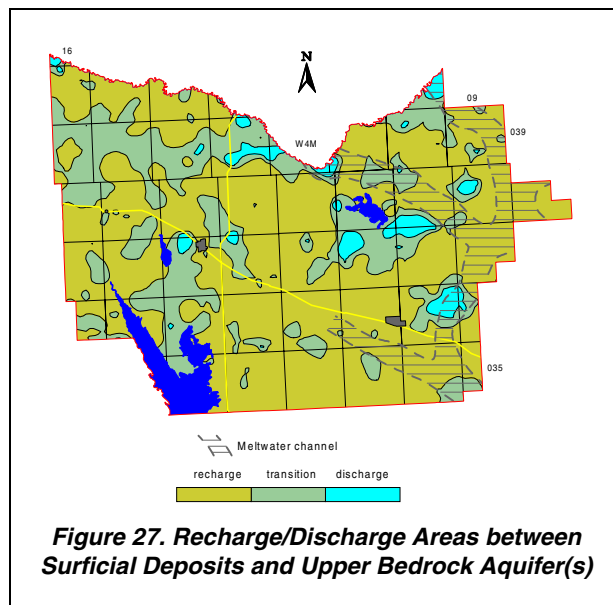 16
N
09
039
W4M
035
Meltwater channel
recharge transition discharge
Figure 27. Recharge/Discharge Areas between
Surficial Deposits and Upper Bedrock Aquifer(s)